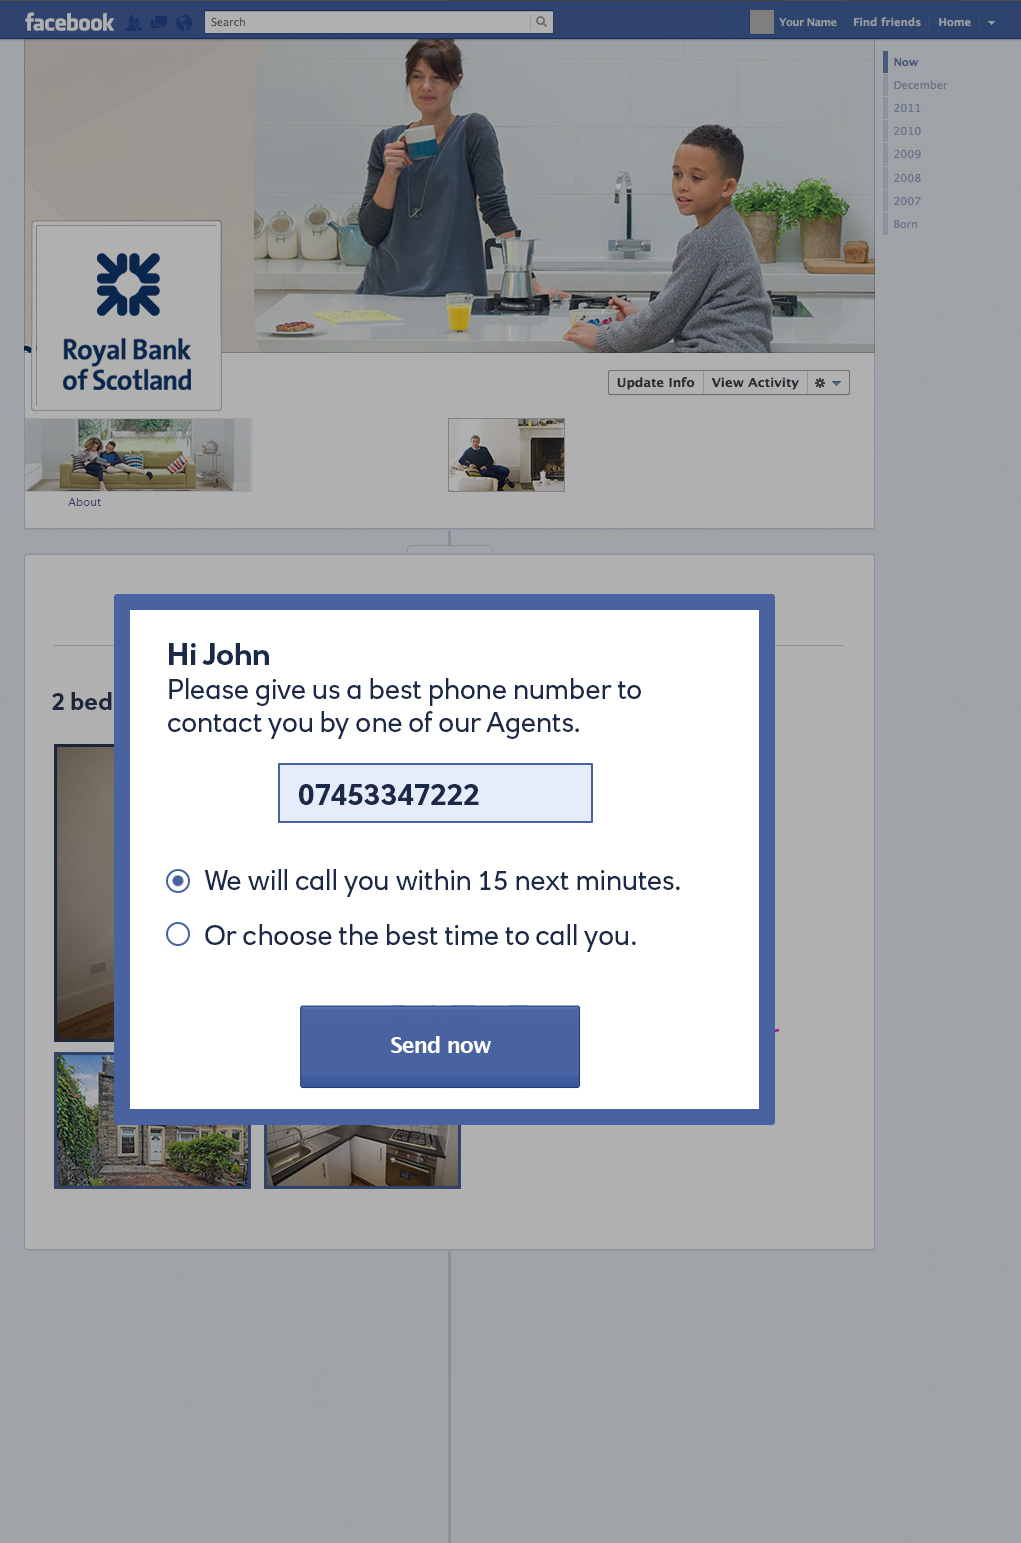 facebook
Search
Your Name
Find friends
Home
Now
December
2011
2010
2009
2008
2007
Born
Royal Bank
of Scotland
Update Info
View Activity
About
2 bed
Hi John
Please give us a best phone number to
contact you by one of our Agents.
07453347222
We will call you within 15 next minutes.
Or choose the best time to call you.
Send now